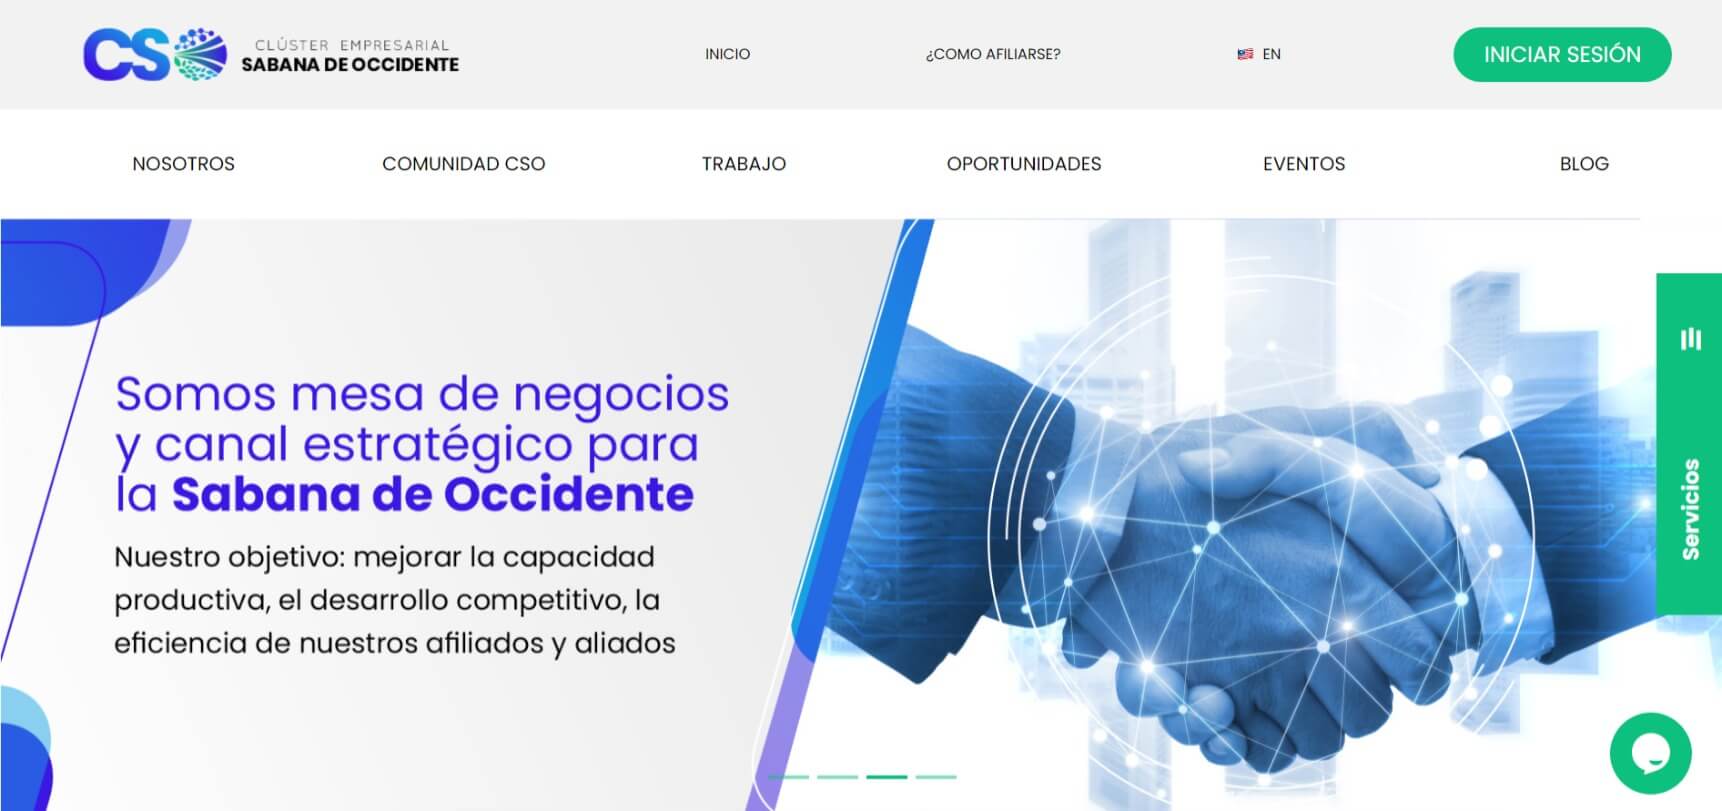 CSO
CLÚSTER EMPRESARIAL
SABANA DE OCCIDENTE
INICIO
¿COMO AFILIARSE?
EN
INICIAR SESIÓN
NOSOTROS
COMUNIDAD CSO
TRABAJO
OPORTUNIDADES
EVENTOS
BLOG
Somos mesa de negocios
y canal estratégico para
la Sabana de Occidente
Nuestro objetivo: mejorar la capacidad
productiva, el desarrollo competitivo, la
eficiencia de nuestros afiliados y aliados
Servicios